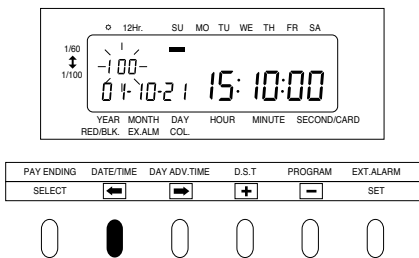 ☼ 12Hr. SU MO TU WE TH FR SA
1/60
↕ 100
1/100
04-10-21 15:10:00
YEAR MONTH DAY HOUR MINUTE SECOND/CARD
RED/BLK. EX.ALM COL.
PAY ENDING DATE/TIME DAY ADV.TIME D.S.T PROGRAM EXT.ALARM
SELECT ← → + − SET